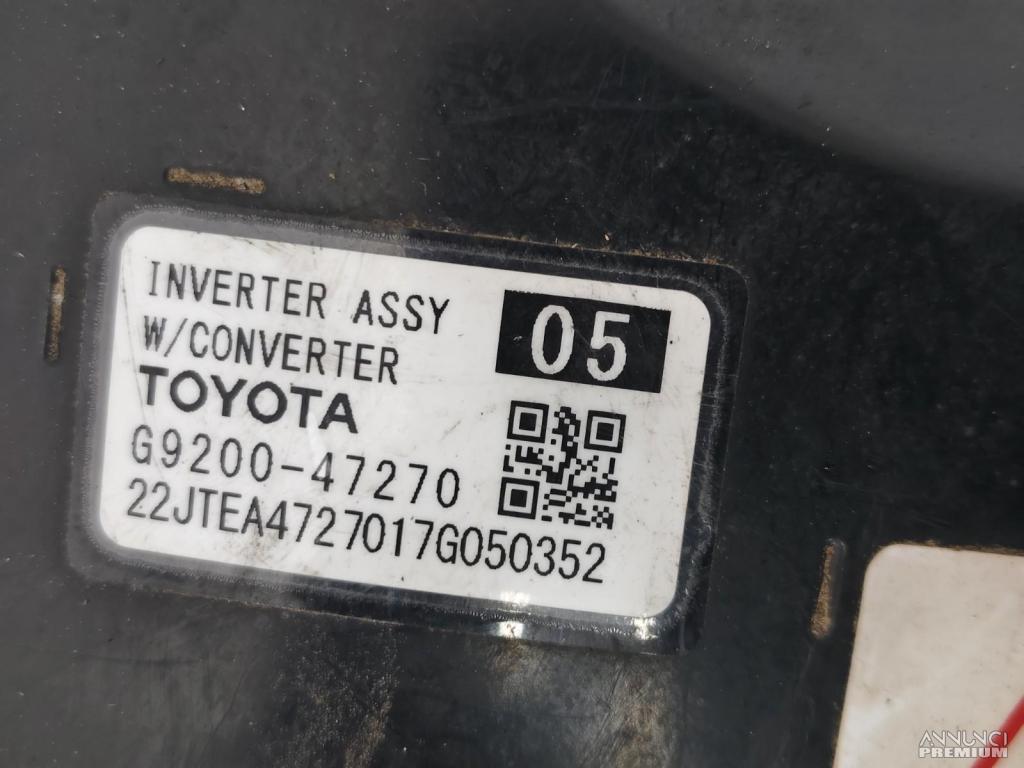 INVERTER ASSY
W/CONVERTER
05
TOYOTA
G9200-47270
22JTEA4727017G050352
ANNUNCI
PREMIUM